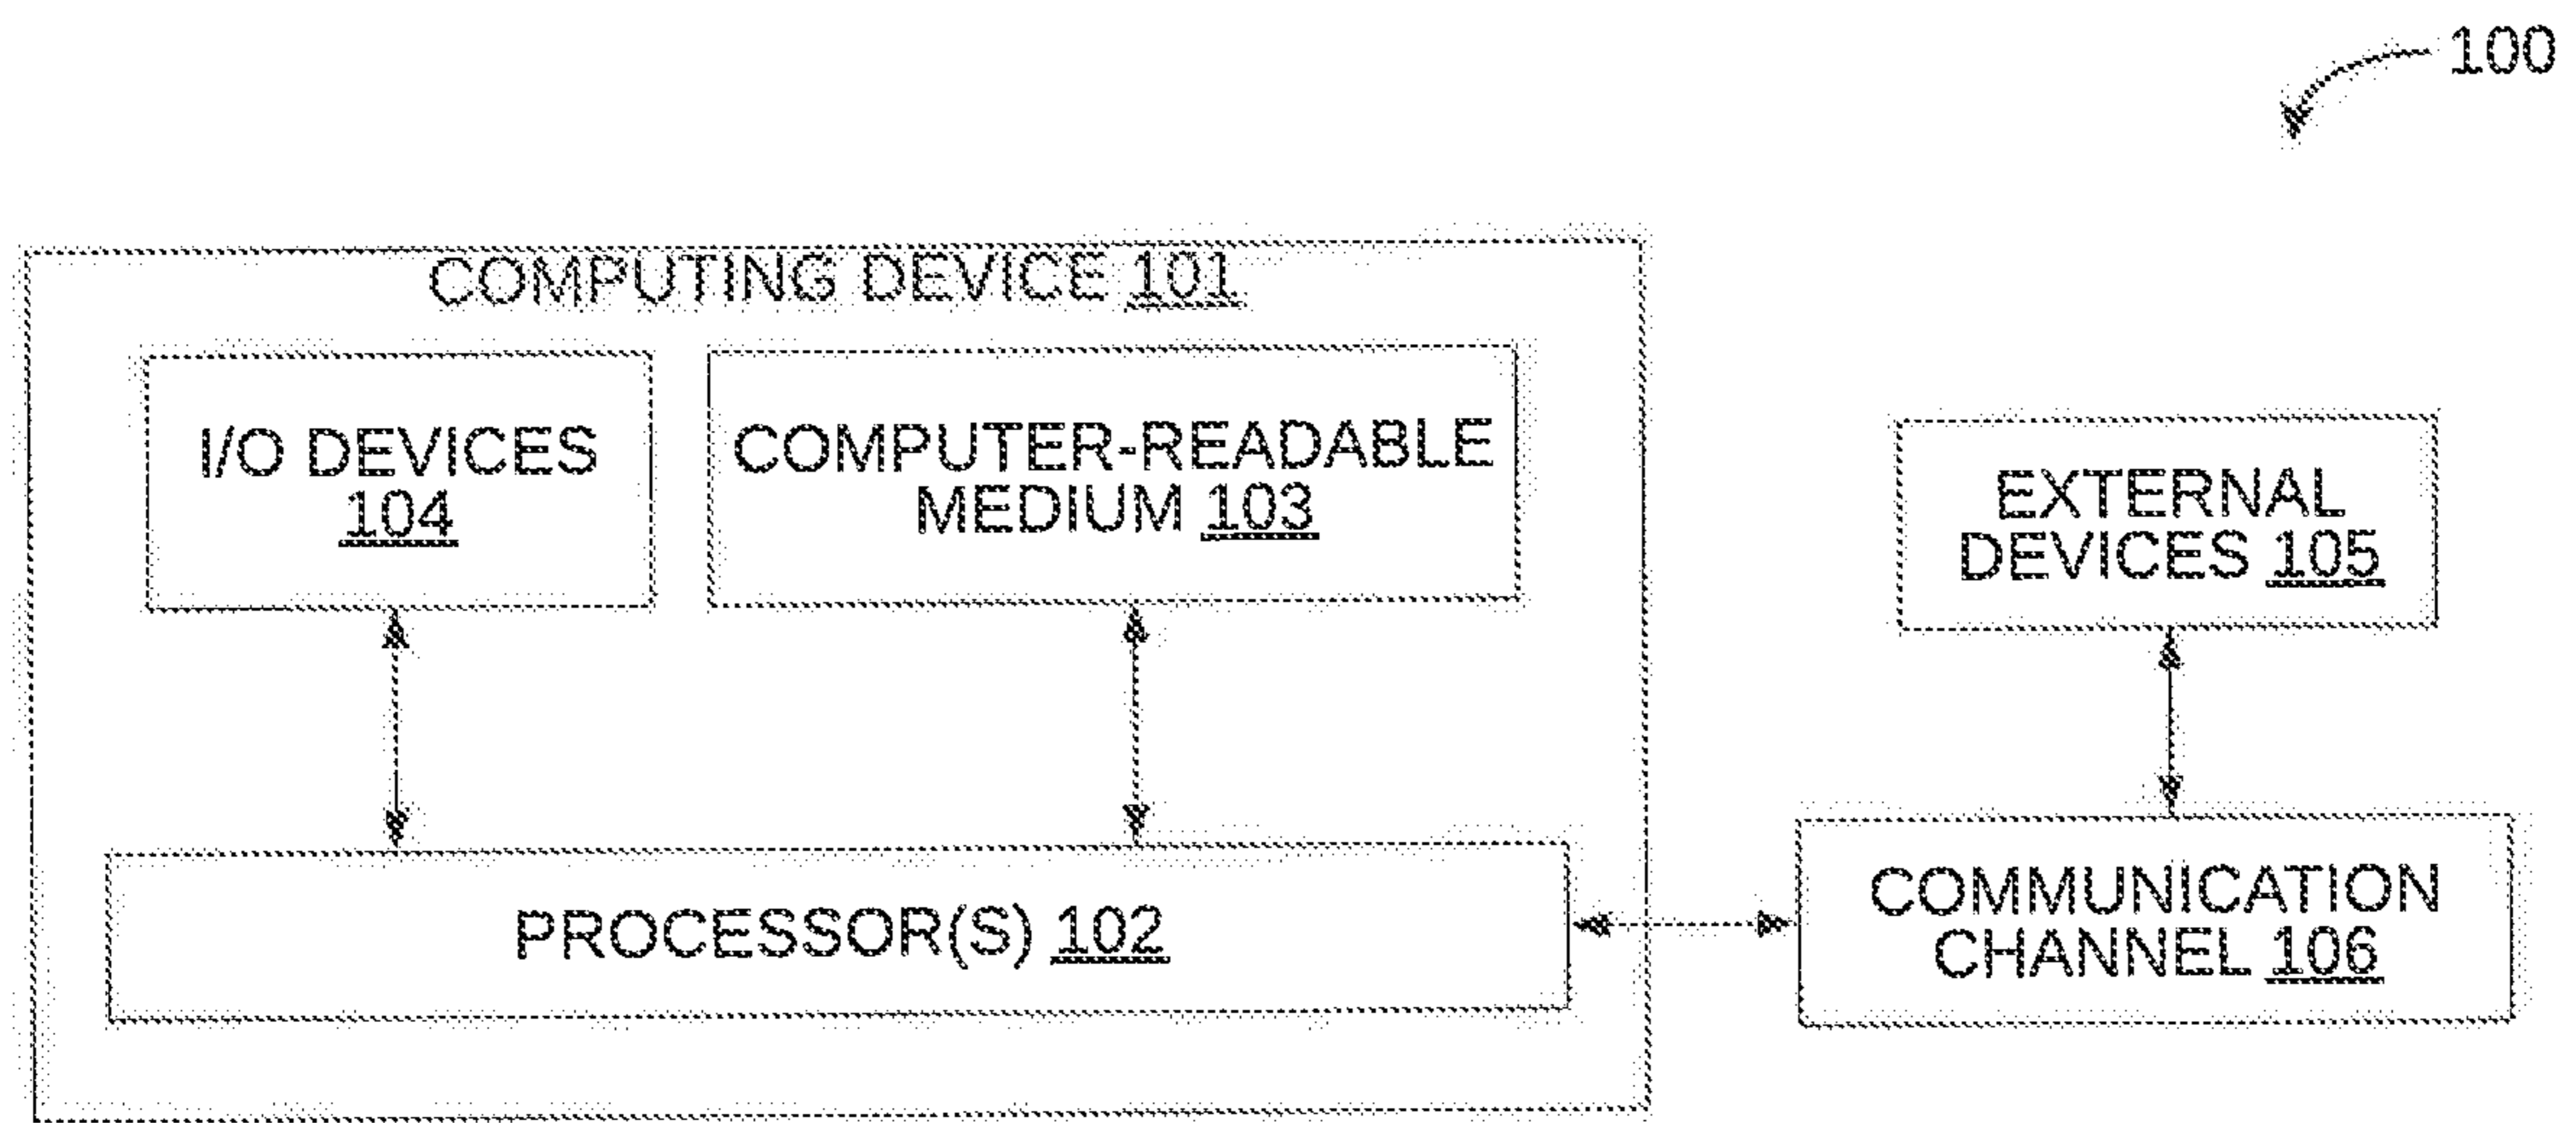 100
COMPUTING DEVICE 101
I/O DEVICES
104
COMPUTER-READABLE
MEDIUM 103
EXTERNAL
DEVICES 105
PROCESSOR(S) 102
COMMUNICATION
CHANNEL 106